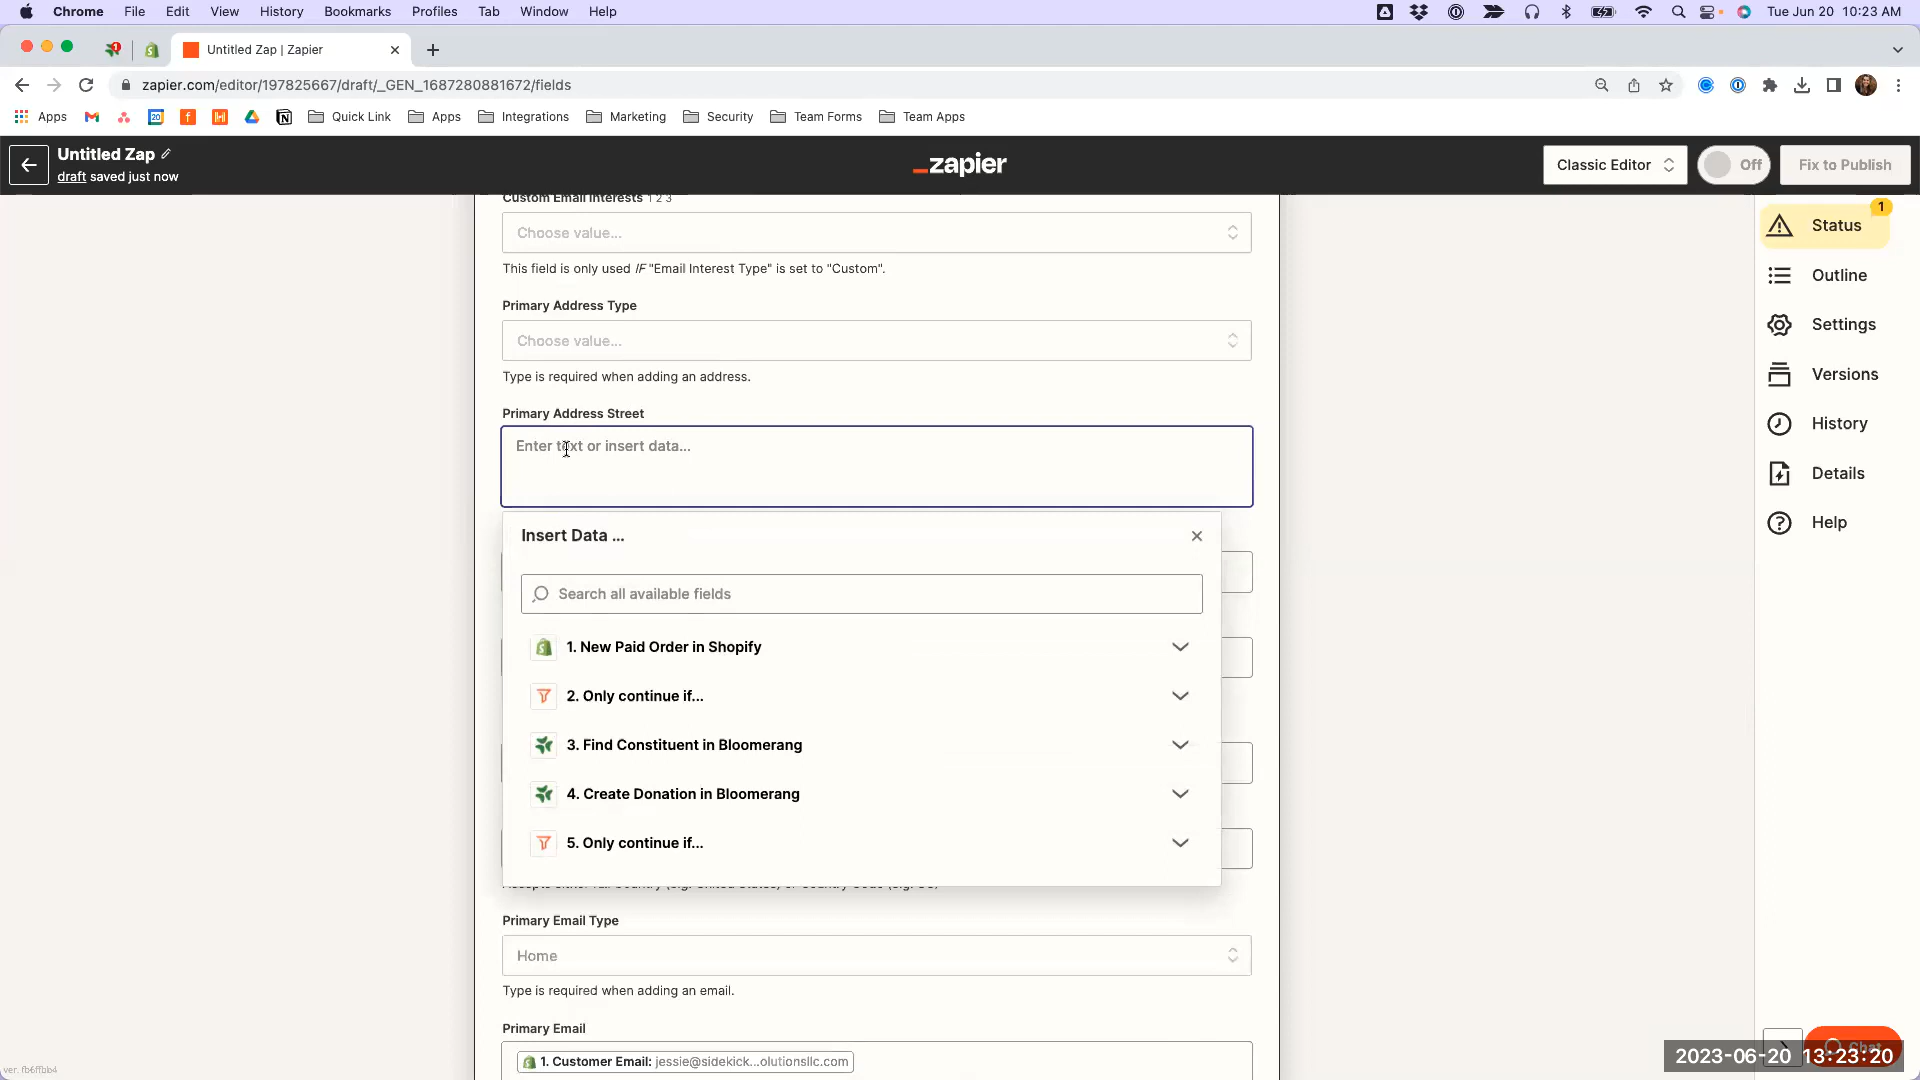 Chrome File Edit View History Bookmarks Profiles Tab Window Help Tue Jun 20 10:23 AM
Untitled Zap | Zapier
zapier.com/editor/197825667/draft/_GEN_1687280881672/fields
Apps Quick Link Apps Integrations Marketing Security Team Forms Team Apps
Untitled Zap
draft saved just now
_zapier
Classic Editor Off Fix to Publish
Custom Email Interests 1 2 3
Choose value...
This field is only used IF "Email Interest Type" is set to "Custom".
Primary Address Type
Choose value...
Type is required when adding an address.
Primary Address Street
Enter text or insert data...
Insert Data ...
Search all available fields
1. New Paid Order in Shopify
2. Only continue if...
3. Find Constituent in Bloomerang
4. Create Donation in Bloomerang
5. Only continue if...
Primary Email Type
Home
Type is required when adding an email.
Primary Email
1. Customer Email: jessie@sidekick...olutionsllc.com
1
Status
Outline
Settings
Versions
History
Details
Help
2023-06-20 13:23:20
ver. fb6ffbb4